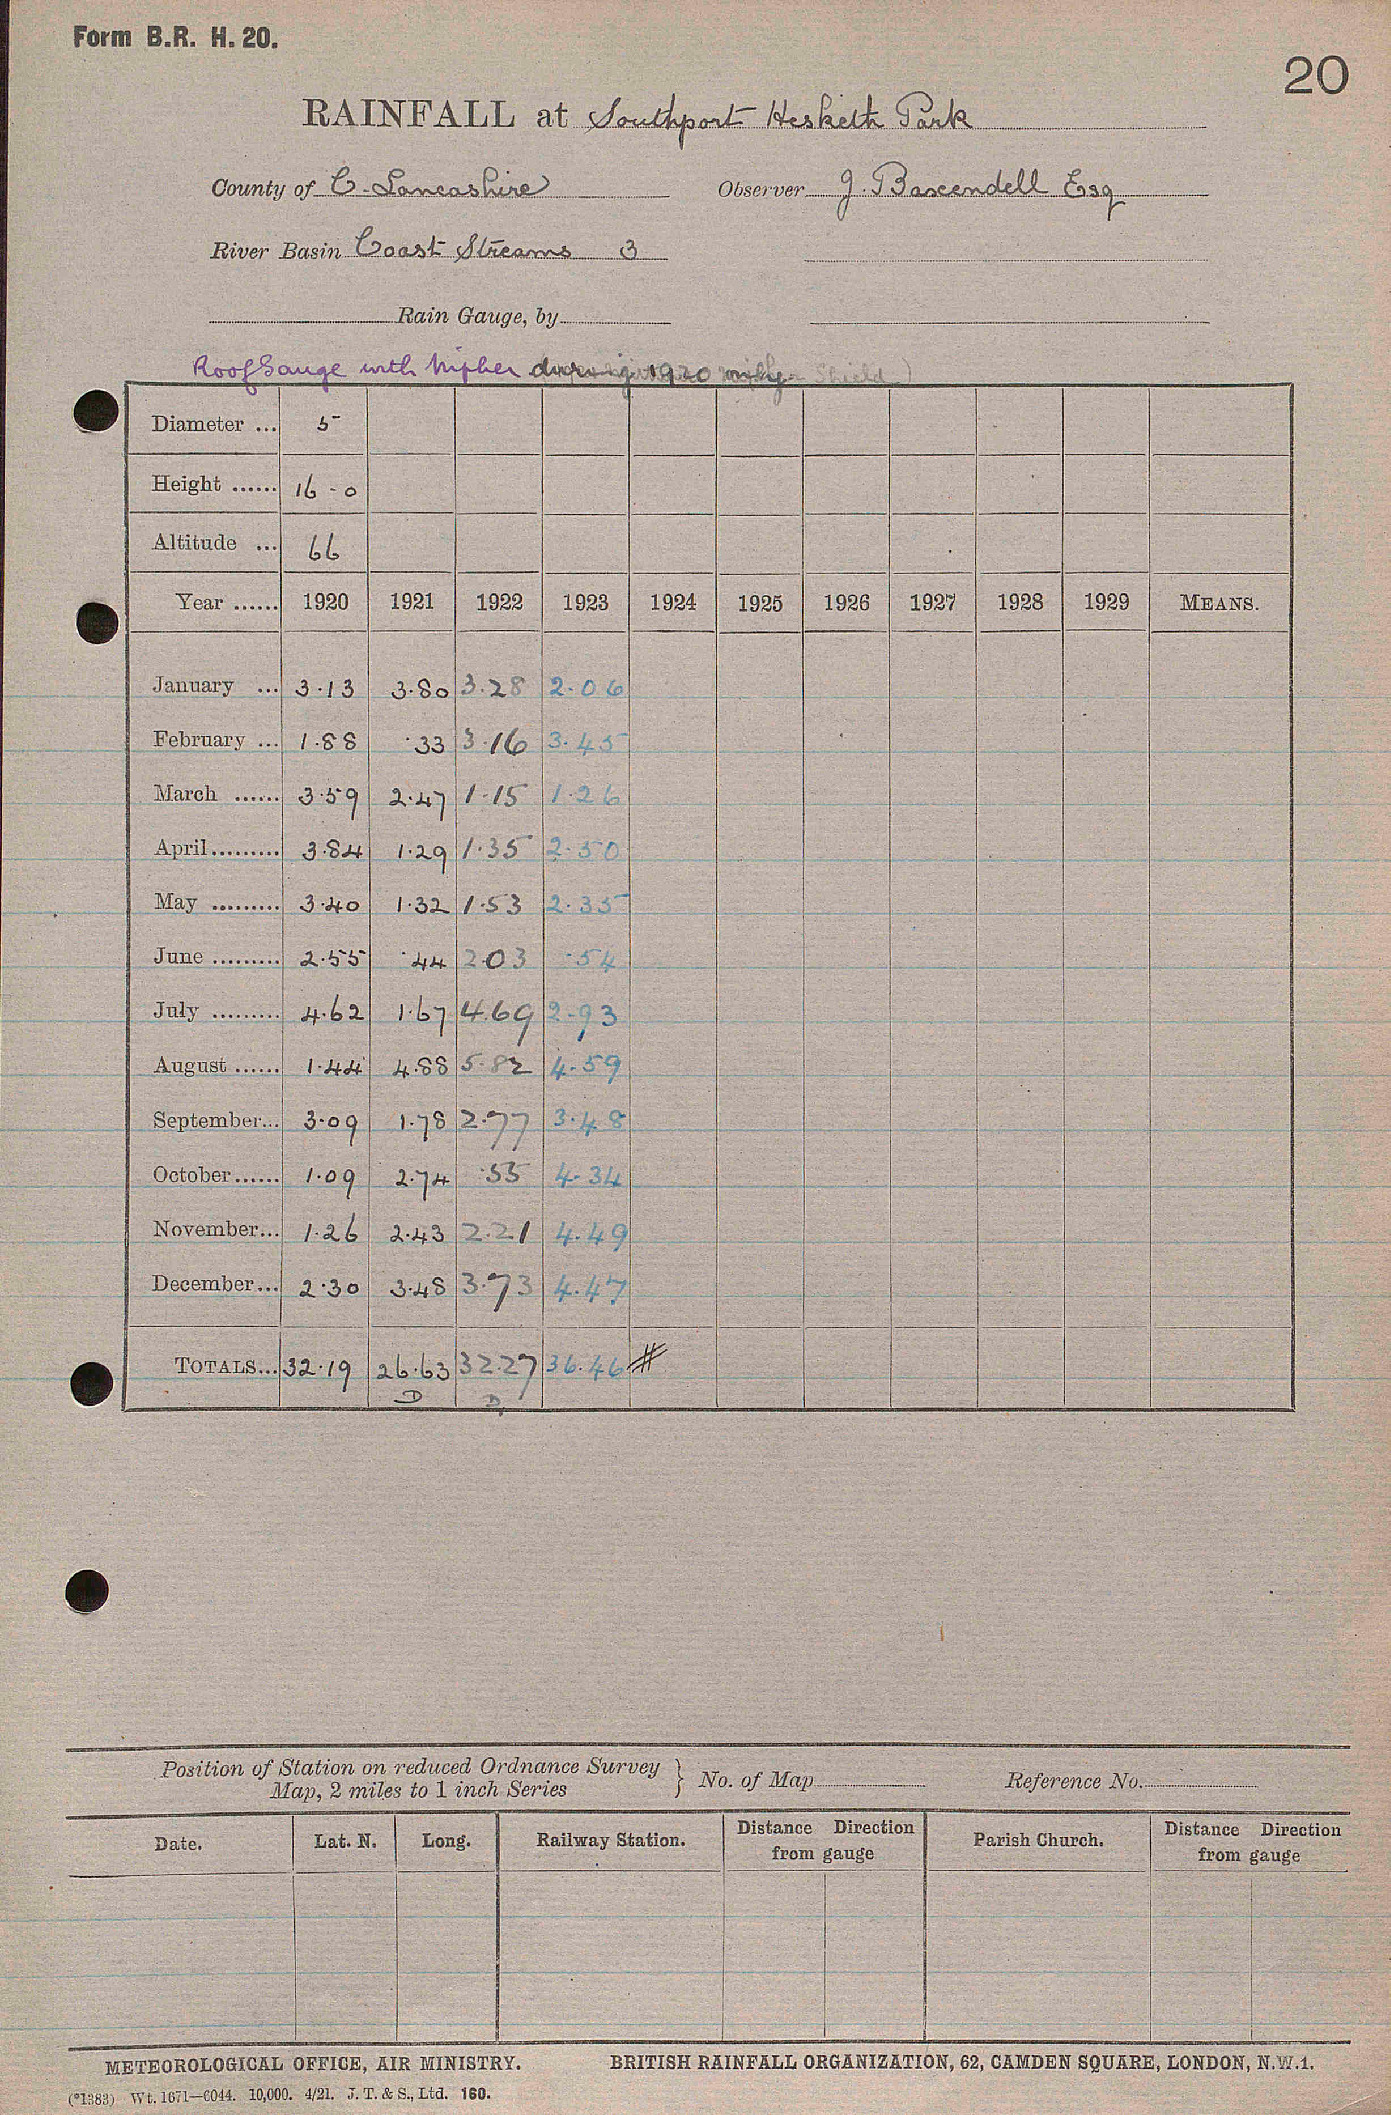 Form B.R. H. 20.
20
RAINFALL at Southport Hesketh Park
County of C. Lancashire Observer J. Baxendell Esq
River Basin Coast Streams 3
Rain Gauge, by
Roof Gauge with Nipher during 1920 only. Shield)
Diameter ... 5
Height ...... 16 - 0
Altitude ... 66
Year ...... 1920 1921 1922 1923 1924 1925 1926 1927 1928 1929 MEANS.
January ... 3·13 3·80 3·28 2·06
February ... 1·88 ·33 3·16 3·45
March ...... 3·59 2·47 1·15 1·26
April ......... 3·84 1·29 1·35 2·50
May ......... 3·40 1·32 1·53 2·35
June ......... 2·55 ·44 2·03 ·54
July ......... 4·62 1·67 4·69 2·93
August ...... 1·44 4·88 5·82 4·59
September... 3·09 1·78 2·77 3·48
October...... 1·09 2·74 ·55 4·34
November... 1·26 2·43 2·21 4·49
December... 2·30 3·48 3·73 4·47
TOTALS... 32·19 26·63 32·27 36·46 #
D D
Position of Station on reduced Ordnance Survey
Map, 2 miles to 1 inch Series } No. of Map Reference No.
Date. Lat. N. Long. Railway Station. Distance Direction from gauge Parish Church. Distance Direction from gauge
METEOROLOGICAL OFFICE, AIR MINISTRY. BRITISH RAINFALL ORGANIZATION, 62, CAMDEN SQUARE, LONDON, N.W.1.
(*1383) Wt. 1671—6044. 10,000. 4/21. J. T. & S., Ltd. 160.